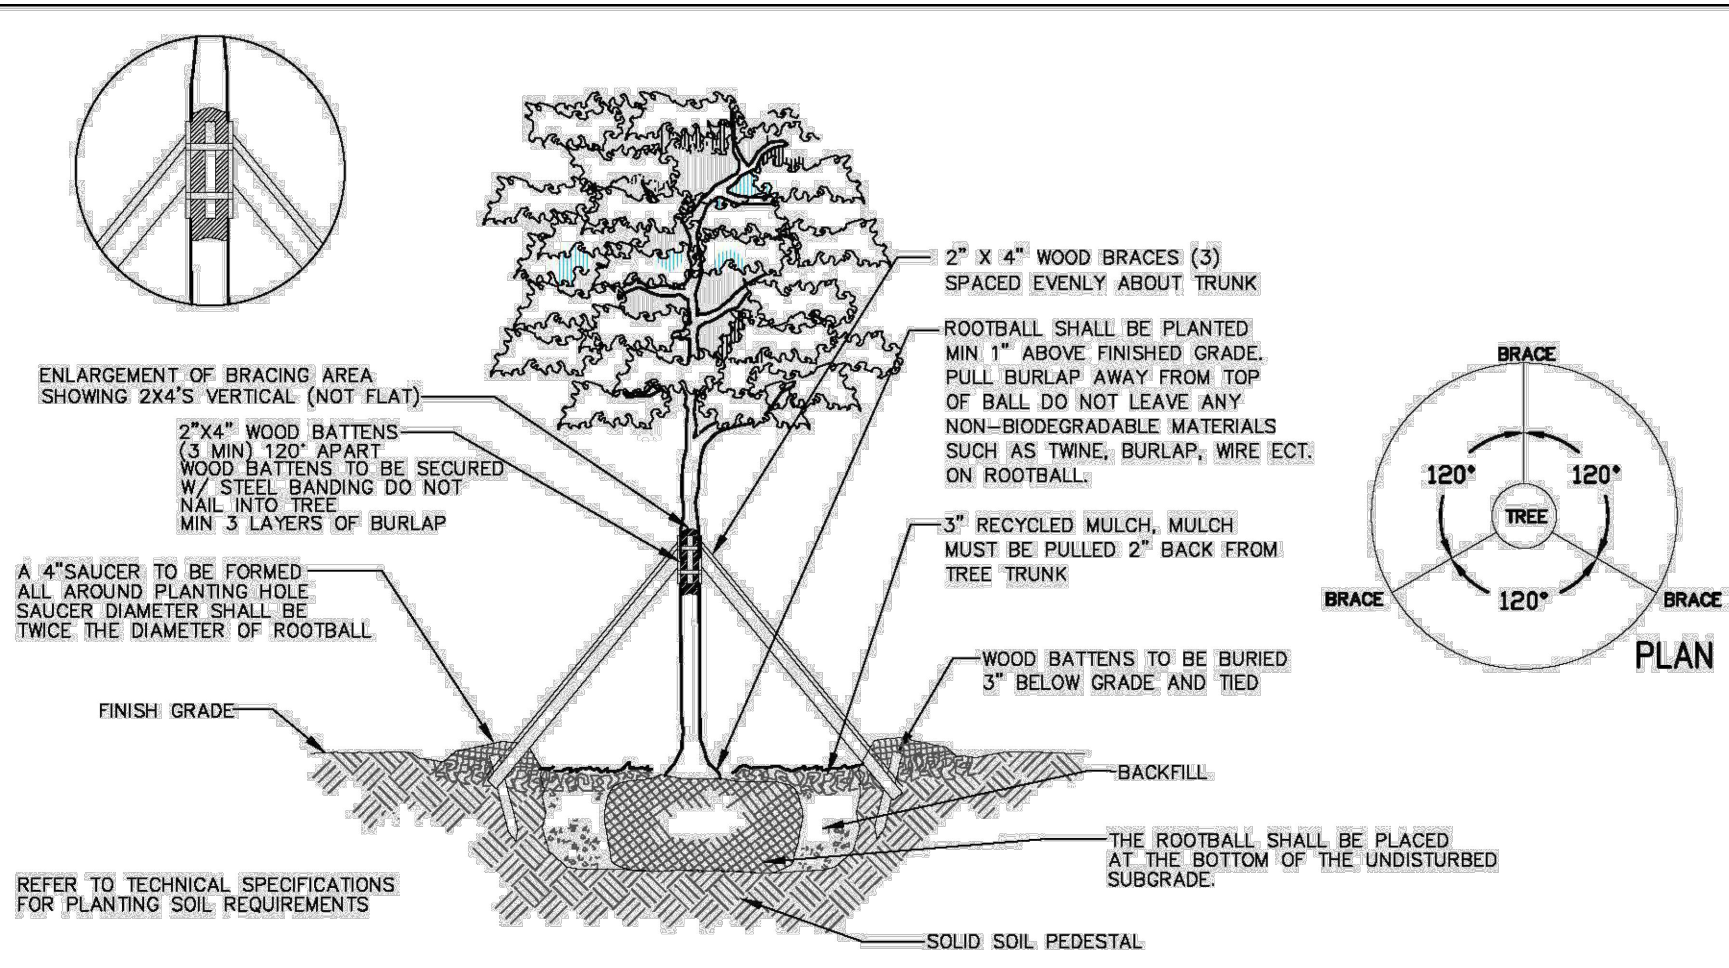 ENLARGEMENT OF BRACING AREA
SHOWING 2X4'S VERTICAL (NOT FLAT)
2"X4" WOOD BATTENS
(3 MIN) 120° APART
WOOD BATTENS TO BE SECURED
W/ STEEL BANDING DO NOT
NAIL INTO TREE
MIN 3 LAYERS OF BURLAP
A 4"SAUCER TO BE FORMED
ALL AROUND PLANTING HOLE
SAUCER DIAMETER SHALL BE
TWICE THE DIAMETER OF ROOTBALL
FINISH GRADE
REFER TO TECHNICAL SPECIFICATIONS
FOR PLANTING SOIL REQUIREMENTS
2" X 4" WOOD BRACES (3)
SPACED EVENLY ABOUT TRUNK
ROOTBALL SHALL BE PLANTED
MIN 1" ABOVE FINISHED GRADE.
PULL BURLAP AWAY FROM TOP
OF BALL DO NOT LEAVE ANY
NON-BIODEGRADABLE MATERIALS
SUCH AS TWINE, BURLAP, WIRE ECT.
ON ROOTBALL.
3" RECYCLED MULCH, MULCH
MUST BE PULLED 2" BACK FROM
TREE TRUNK
WOOD BATTENS TO BE BURIED
3" BELOW GRADE AND TIED
BACKFILL
THE ROOTBALL SHALL BE PLACED
AT THE BOTTOM OF THE UNDISTURBED
SUBGRADE.
SOLID SOIL PEDESTAL
BRACE
120° 120°
TREE
120°
BRACE BRACE
PLAN